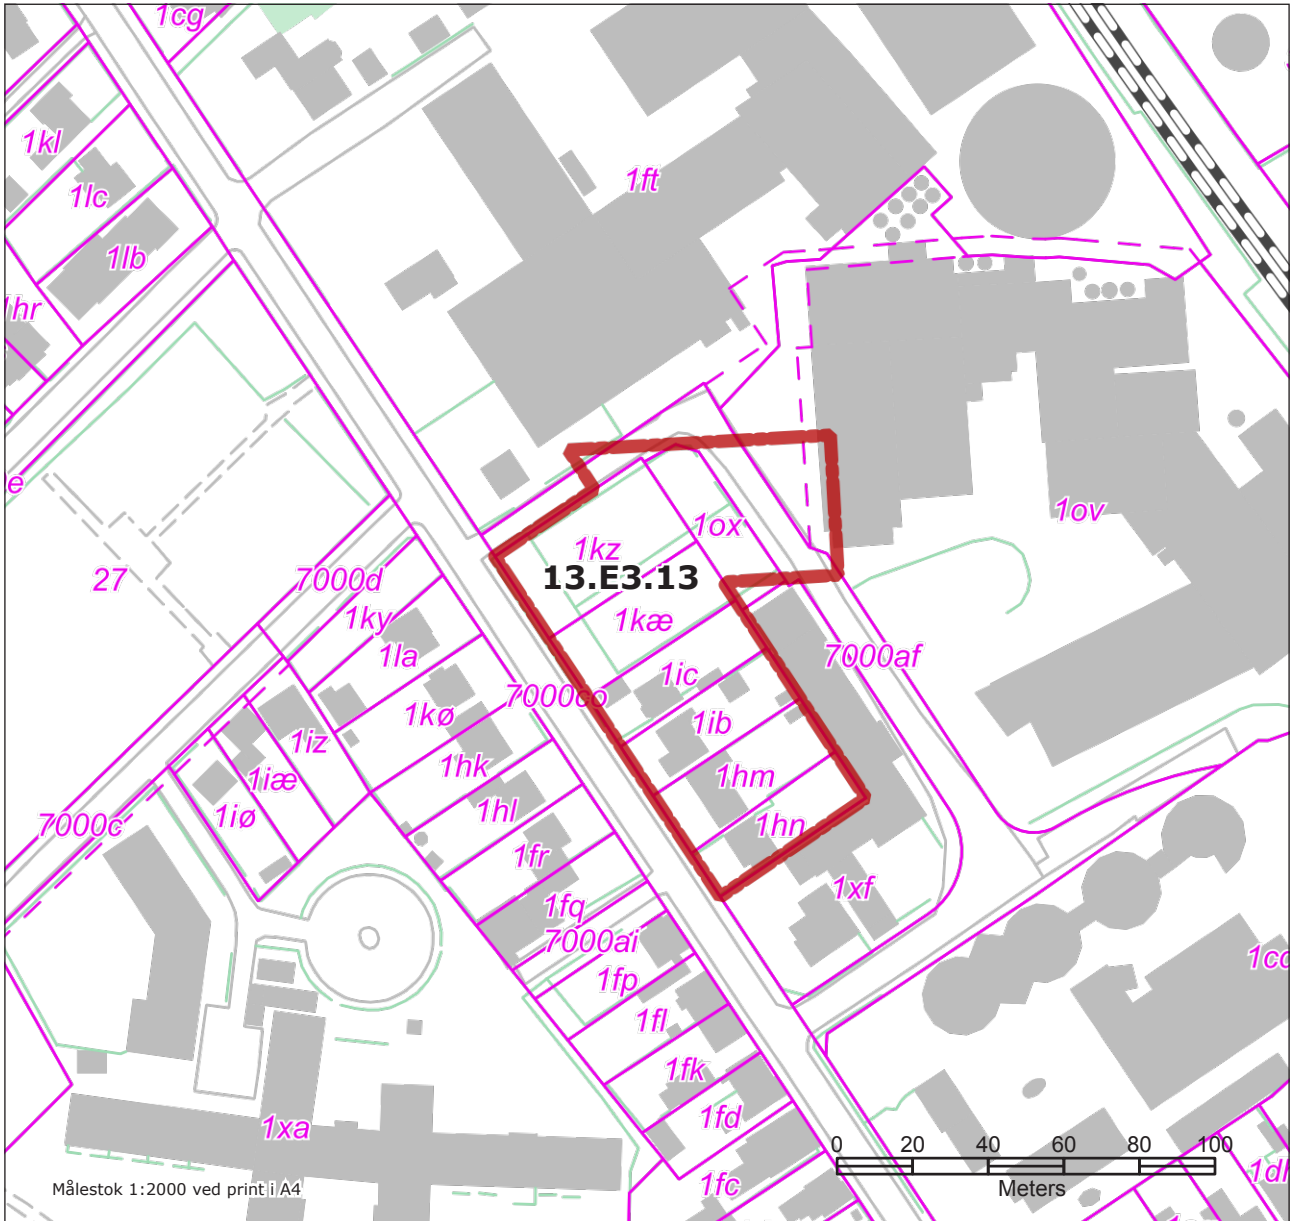 1cg
1kl
1ft
1lc
1lb
1hr
e
1ov
1ox
1kz
13.E3.13
27
7000d
1ky
1kæ
1la
7000af
1ic
7000co
1kø
1ib
1iz
1hk
1hm
1iæ
1hl
1iø
7000c
1hn
1fr
1xf
1fq
7000ai
1fp
1fl
1fk
1fd
1xa
0 20 40 60 80 100
Meters
1fc
Målestok 1:2000 ved print i A4